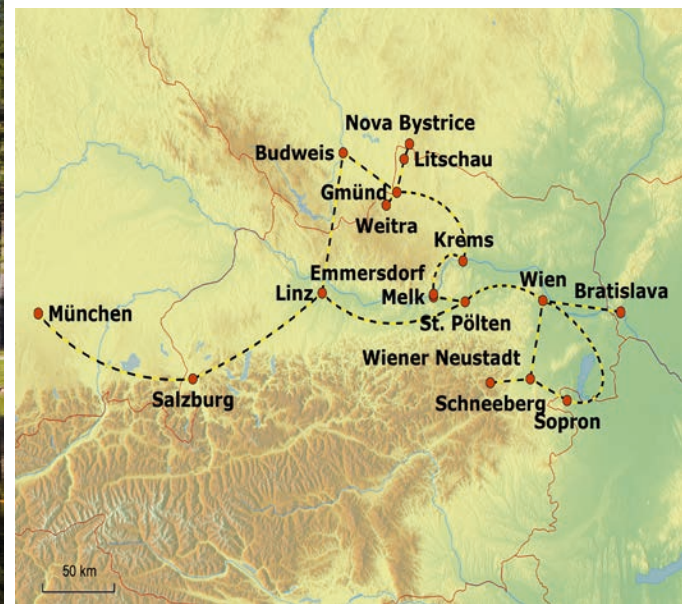 Nova Bystrice
Budweis
Litschau
Gmünd
Weitra
Krems
Emmersdorf
Linz
Melk
Wien
Bratislava
München
St. Pölten
Wiener Neustadt
Salzburg
Schneeberg
Sopron
50 km